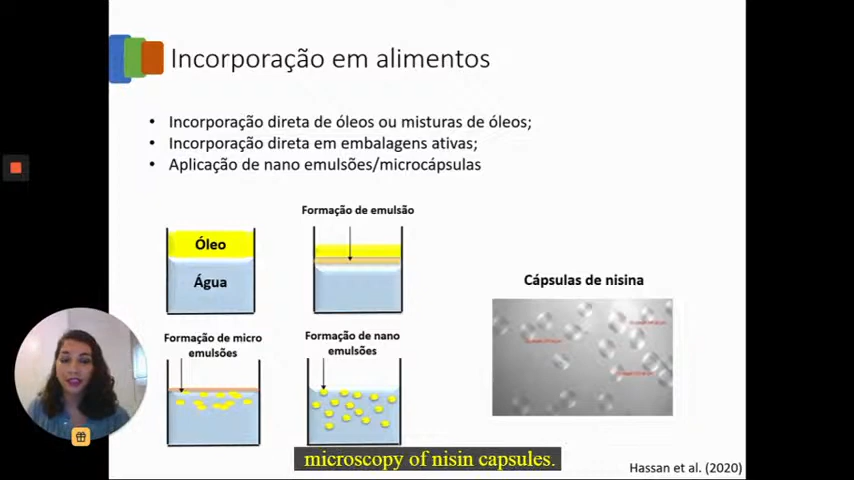 Incorporação em alimentos
• Incorporação direta de óleos ou misturas de óleos;
• Incorporação direta em embalagens ativas;
• Aplicação de nano emulsões/microcápsulas
Formação de emulsão
Óleo
Água
Cápsulas de nisina
Formação de micro
emulsões
Formação de nano
emulsões
microscopy of nisin capsules.
Hassan et al. (2020)